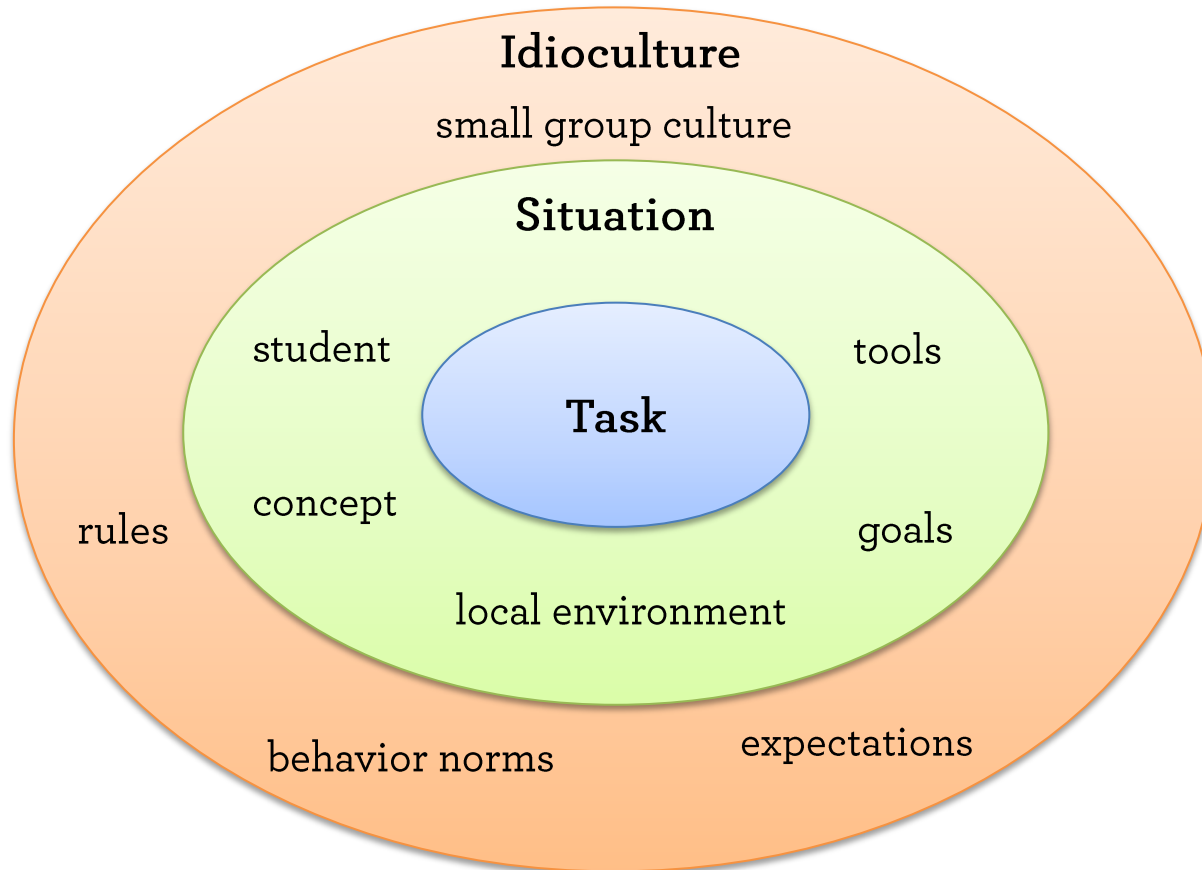 Idioculture
small group culture
Situation
student
tools
Task
concept
goals
rules
local environment
behavior norms
expectations